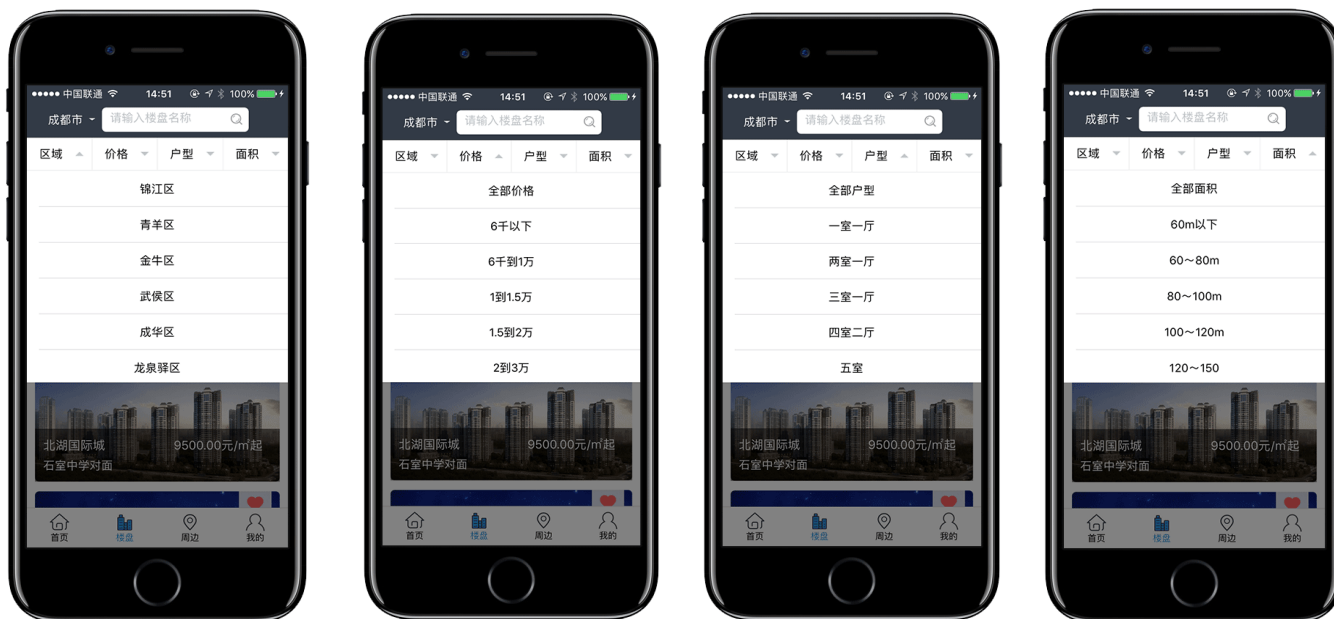 ●●●●● 中国联通 14:51 100%
成都市 请输入楼盘名称
区域 价格 户型 面积
锦江区
青羊区
金牛区
武侯区
成华区
龙泉驿区
北湖国际城 9500.00元/㎡起
石室中学对面
首页 楼盘 周边 我的
●●●●● 中国联通 14:51 100%
成都市 请输入楼盘名称
区域 价格 户型 面积
全部价格
6千以下
6千到1万
1到1.5万
1.5到2万
2到3万
北湖国际城 9500.00元/㎡起
石室中学对面
首页 楼盘 周边 我的
●●●●● 中国联通 14:51 100%
成都市 请输入楼盘名称
区域 价格 户型 面积
全部户型
一室一厅
两室一厅
三室一厅
四室二厅
五室
北湖国际城 9500.00元/㎡起
石室中学对面
首页 楼盘 周边 我的
●●●●● 中国联通 14:51 100%
成都市 请输入楼盘名称
区域 价格 户型 面积
全部面积
60m以下
60～80m
80～100m
100～120m
120～150
北湖国际城 9500.00元/㎡起
石室中学对面
首页 楼盘 周边 我的